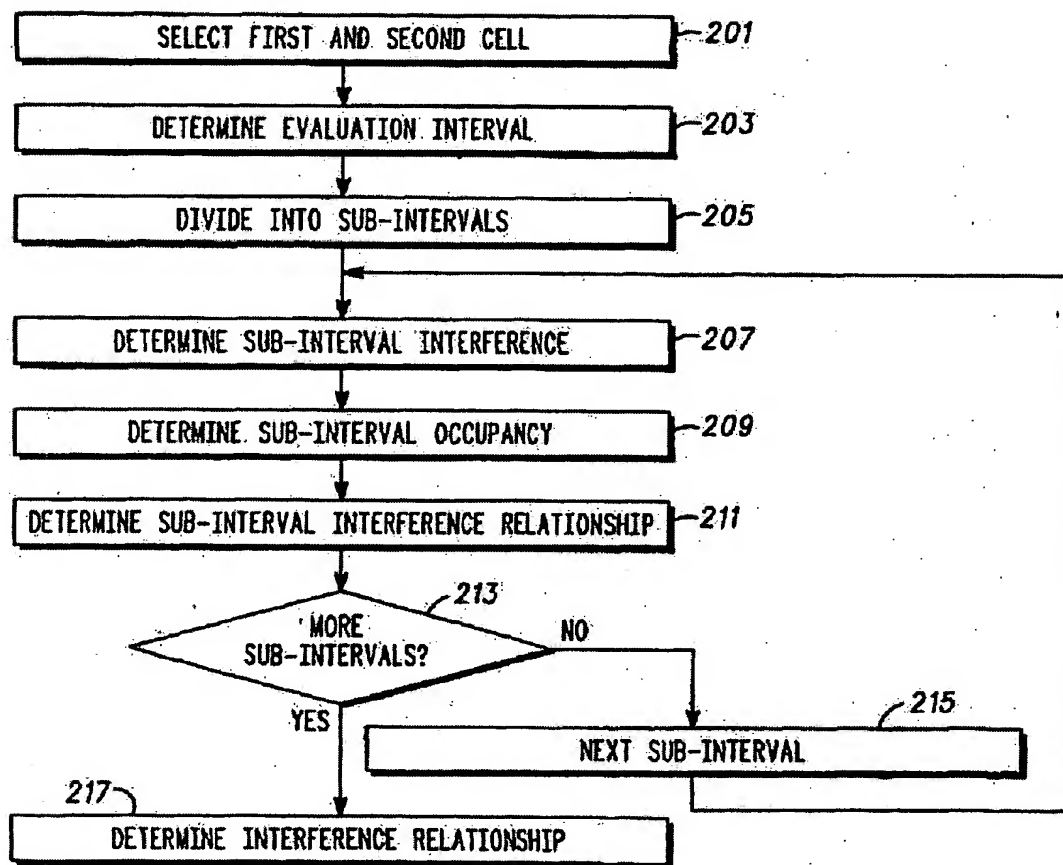 SELECT FIRST AND SECOND CELL 201
DETERMINE EVALUATION INTERVAL 203
DIVIDE INTO SUB-INTERVALS 205
DETERMINE SUB-INTERVAL INTERFERENCE 207
DETERMINE SUB-INTERVAL OCCUPANCY 209
DETERMINE SUB-INTERVAL INTERFERENCE RELATIONSHIP 211
213
MORE
SUB-INTERVALS?
NO
YES
215
NEXT SUB-INTERVAL
217
DETERMINE INTERFERENCE RELATIONSHIP